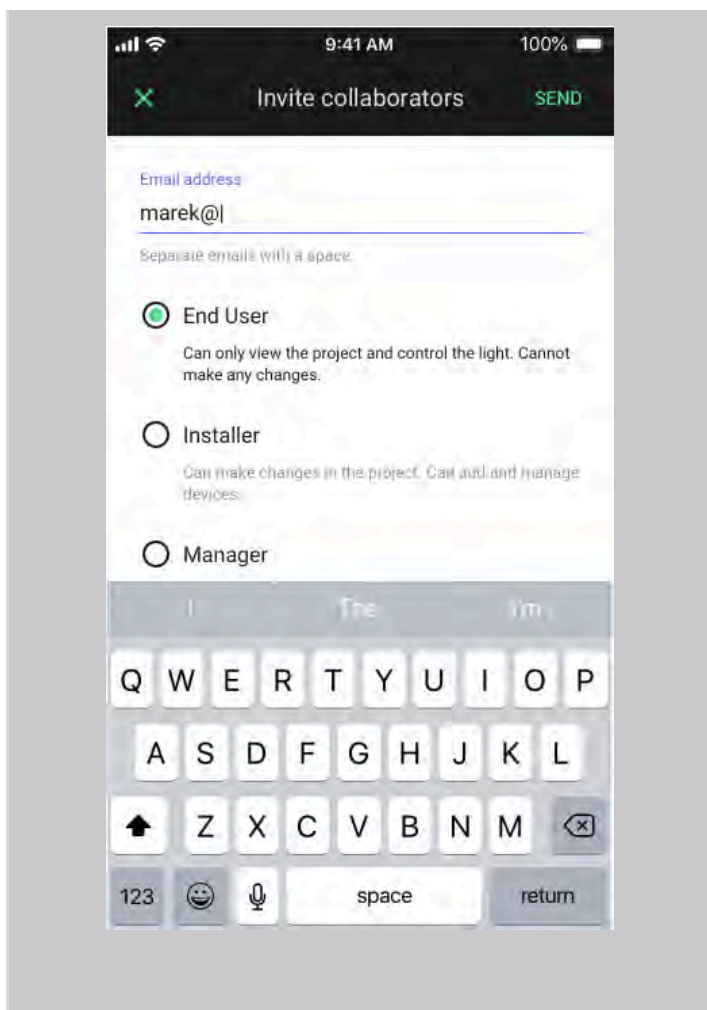 9:41 AM 100%
Invite collaborators SEND
Email address
marek@
Separate emails with a space.
End User
Can only view the project and control the light. Cannot
make any changes.
Installer
Can make changes in the project. Can add and manage
devices.
Manager
I The I'm
Q W E R T Y U I O P
A S D F G H J K L
Z X C V B N M
123 space return